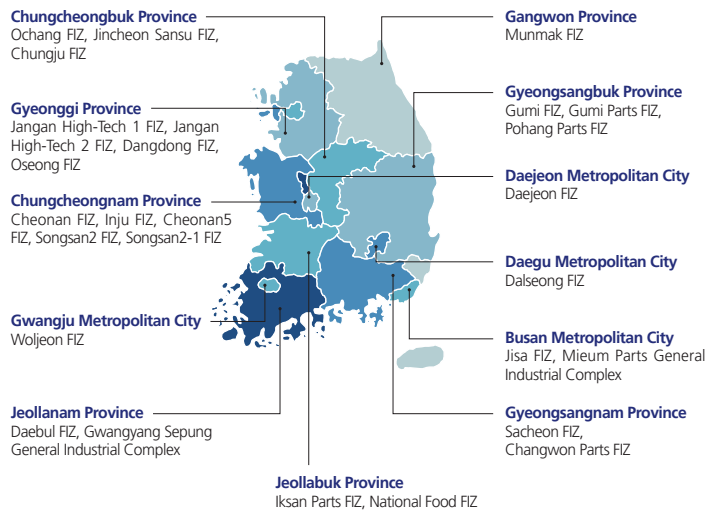 Chungcheongbuk Province
Ochang FIZ, Jincheon Sansu FIZ,
Chungju FIZ
Gyeonggi Province
Jangan High-Tech 1 FIZ, Jangan
High-Tech 2 FIZ, Dangdong FIZ,
Oseong FIZ
Chungcheongnam Province
Cheonan FIZ, Inju FIZ, Cheonan5
FIZ, Songsan2 FIZ, Songsan2-1 FIZ
Gwangju Metropolitan City
Woljeon FIZ
Jeollanam Province
Daebul FIZ, Gwangyang Sepung
General Industrial Complex
Jeollabuk Province
Iksan Parts FIZ, National Food FIZ
Gangwon Province
Munmak FIZ
Gyeongsangbuk Province
Gumi FIZ, Gumi Parts FIZ,
Pohang Parts FIZ
Daejeon Metropolitan City
Daejeon FIZ
Daegu Metropolitan City
Dalseong FIZ
Busan Metropolitan City
Jisa FIZ, Mieum Parts General
Industrial Complex
Gyeongsangnam Province
Sacheon FIZ,
Changwon Parts FIZ